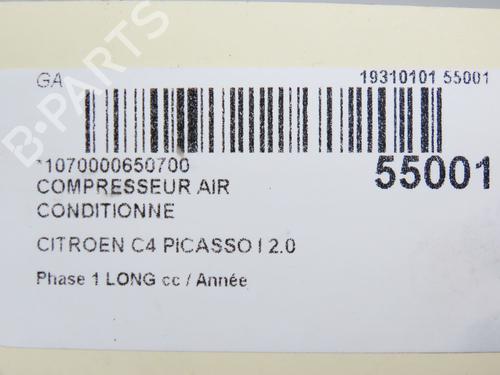 GA
19310101 55001
*1070000650700
55001
COMPRESSEUR AIR
CONDITIONNE
CITROEN C4 PICASSO I 2.0
Phase 1 LONG cc / Année
B-PARTS